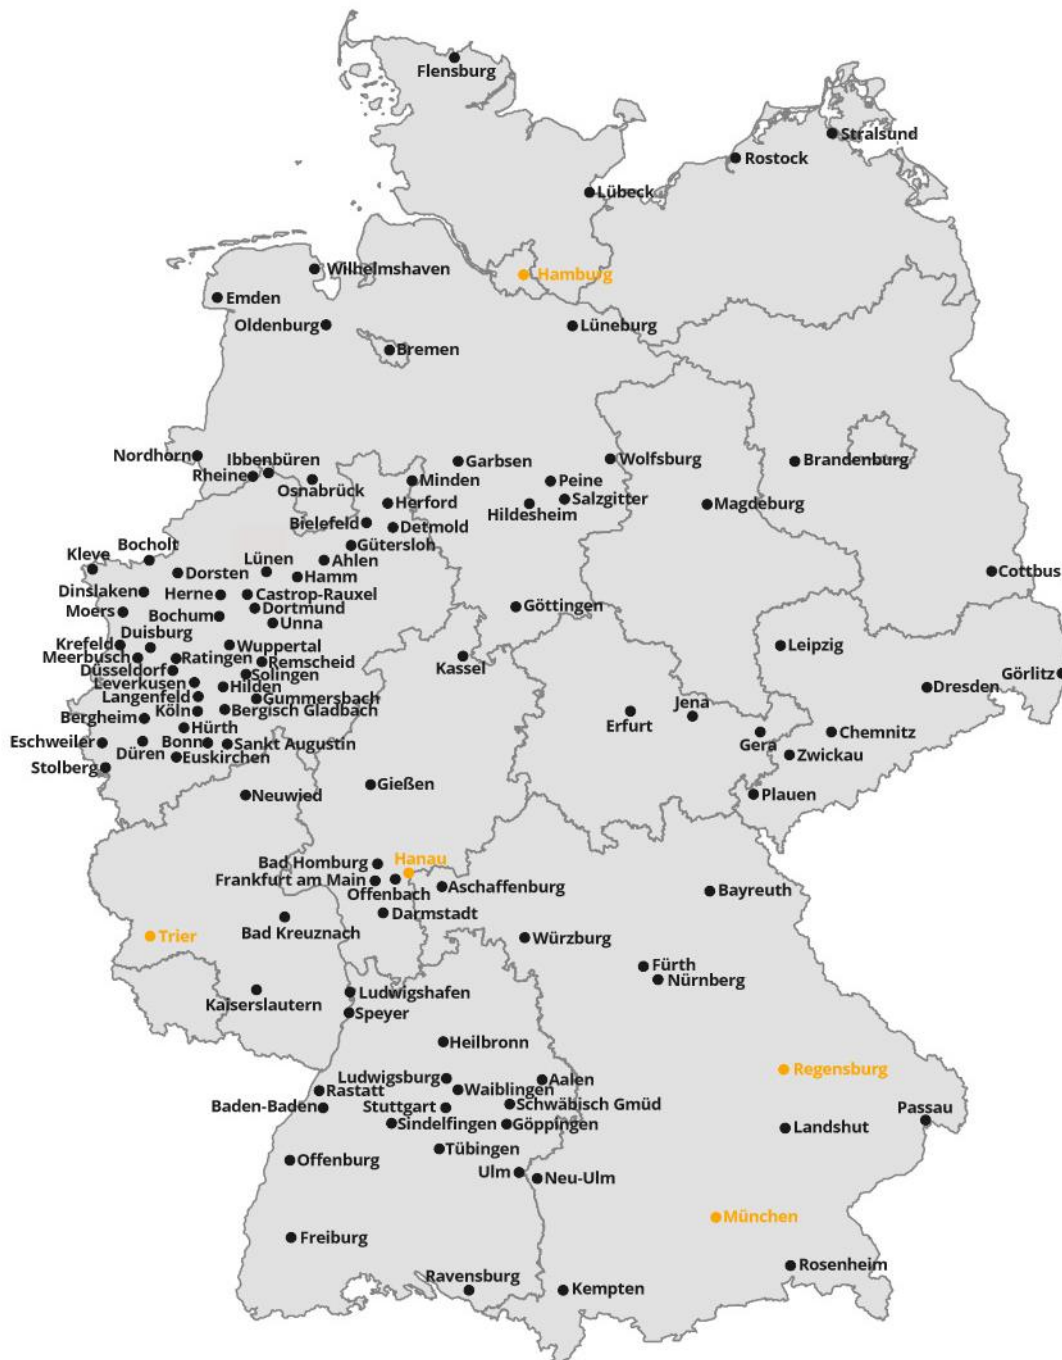 Flensburg
Stralsund
Rostock
Lübeck
Wilhelmshaven
Hamburg
Emden
Oldenburg
Lüneburg
Bremen
Nordhorn
Ibbenbüren
Rheine
Osnabrück
Garbsen
Minden
Peine
Wolfsburg
Brandenburg
Herford
Hildesheim
Salzgitter
Magdeburg
Bielefeld
Detmold
Gütersloh
Bocholt
Kleve
Lünen
Ahlen
Dorsten
Hamm
Cottbus
Dinslaken
Herne
Castrop-Rauxel
Moers
Bochum
Dortmund
Göttingen
Unna
Duisburg
Krefeld
Wuppertal
Leipzig
Meerbusch
Ratingen
Remscheid
Kassel
Düsseldorf
Solingen
Görlitz
Leverkusen
Hilden
Dresden
Langenfeld
Gummersbach
Jena
Köln
Bergisch Gladbach
Erfurt
Bergheim
Hürth
Gera
Chemnitz
Eschweiler
Düren
Bonn
Sankt Augustin
Zwickau
Euskirchen
Stolberg
Gießen
Neuwied
Plauen
Hanau
Bad Homburg
Frankfurt am Main
Offenbach
Aschaffenburg
Bayreuth
Darmstadt
Bad Kreuznach
Trier
Würzburg
Fürth
Nürnberg
Kaiserslautern
Ludwigshafen
Speyer
Heilbronn
Regensburg
Ludwigsburg
Aalen
Rastatt
Waiblingen
Baden-Baden
Stuttgart
Schwäbisch Gmüd
Passau
Sindelfingen
Göppingen
Landshut
Tübingen
Offenburg
Ulm
Neu-Ulm
München
Freiburg
Rosenheim
Ravensburg
Kempten